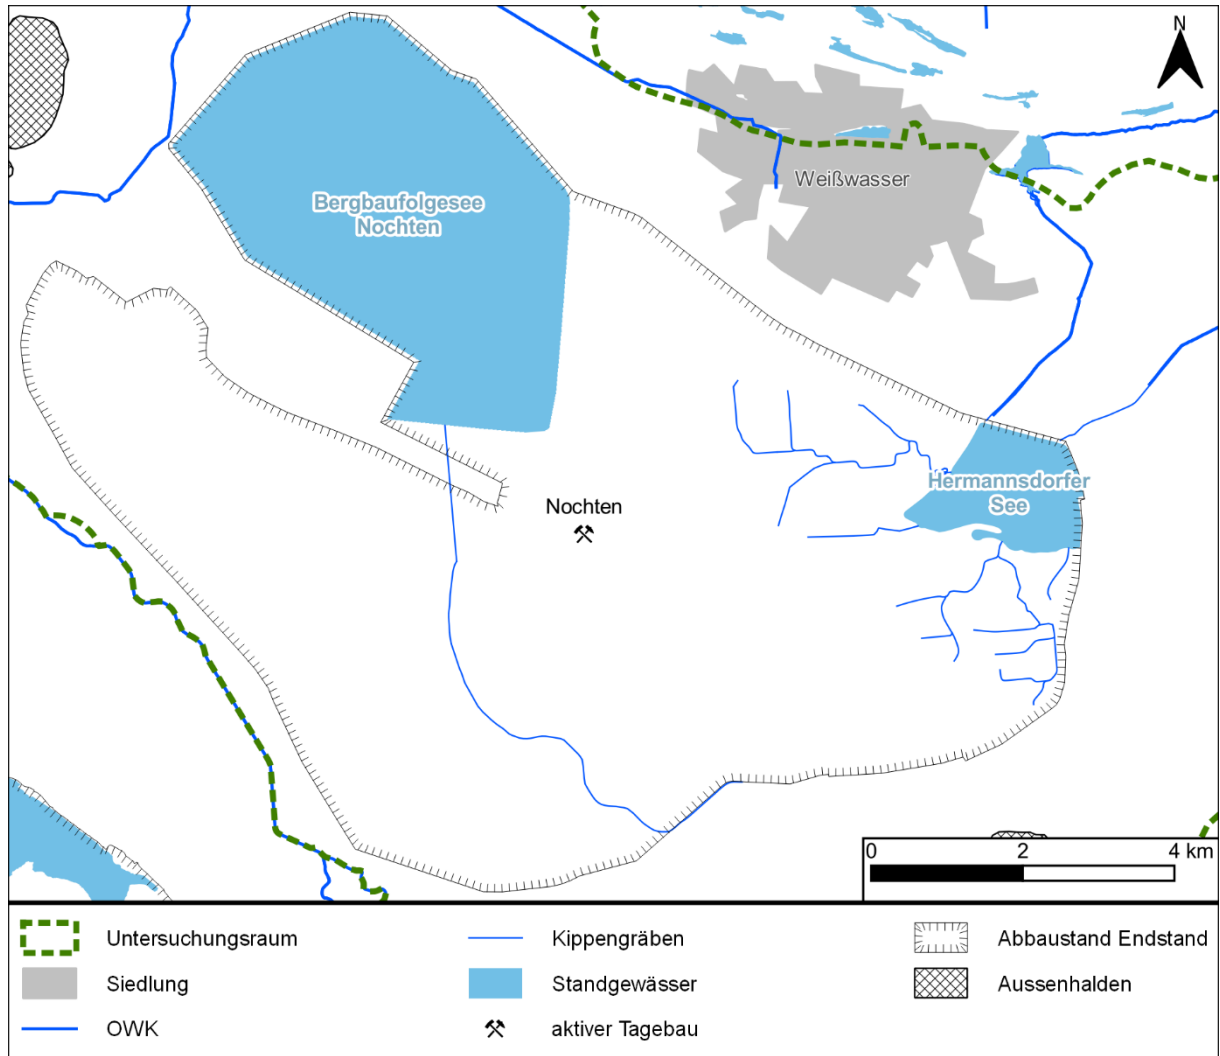 N
Weißwasser
Bergbaufolgesee
Nochten
Hermannsdorfer
See
Nochten
0 2 4 km
Untersuchungsraum
Kippengräben
Abbaustand Endstand
Siedlung
Standgewässer
Aussenhalden
OWK
aktiver Tagebau